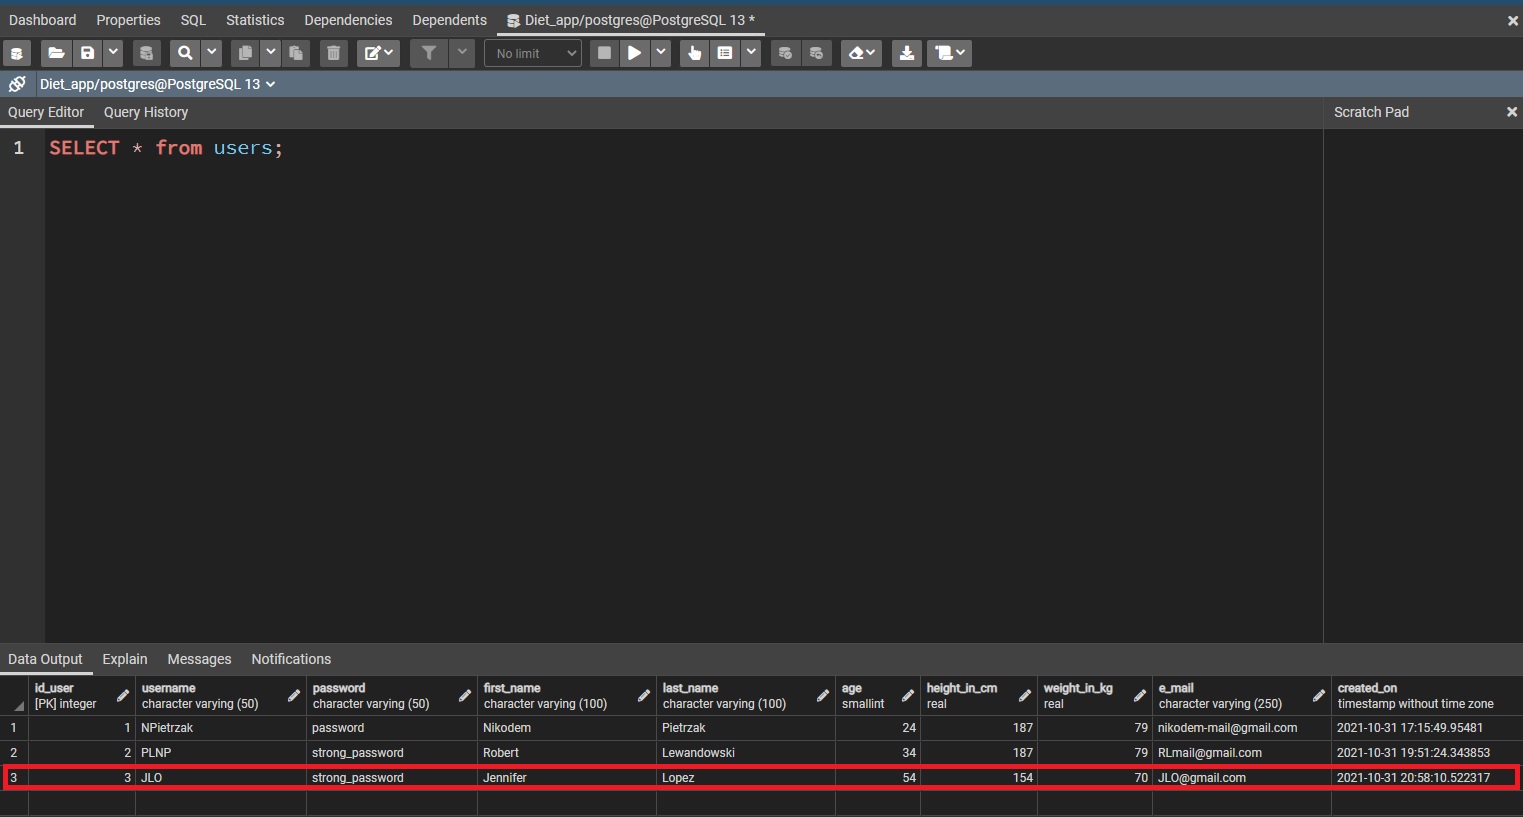 Dashboard Properties SQL Statistics Dependencies Dependents Diet_app/postgres@PostgreSQL 13 *
No limit
Diet_app/postgres@PostgreSQL 13
Query Editor Query History Scratch Pad
1 SELECT * from users;
Data Output Explain Messages Notifications
id_user username password first_name last_name age height_in_cm weight_in_kg e_mail created_on
[PK] integer character varying (50) character varying (50) character varying (100) character varying (100) smallint real real character varying (250) timestamp without time zone
1 1 NPietrzak password Nikodem Pietrzak 24 187 79 nikodem-mail@gmail.com 2021-10-31 17:15:49.95481
2 2 PLNP strong_password Robert Lewandowski 34 187 79 RLmail@gmail.com 2021-10-31 19:51:24.343853
3 3 JLO strong_password Jennifer Lopez 54 154 70 JLO@gmail.com 2021-10-31 20:58:10.522317